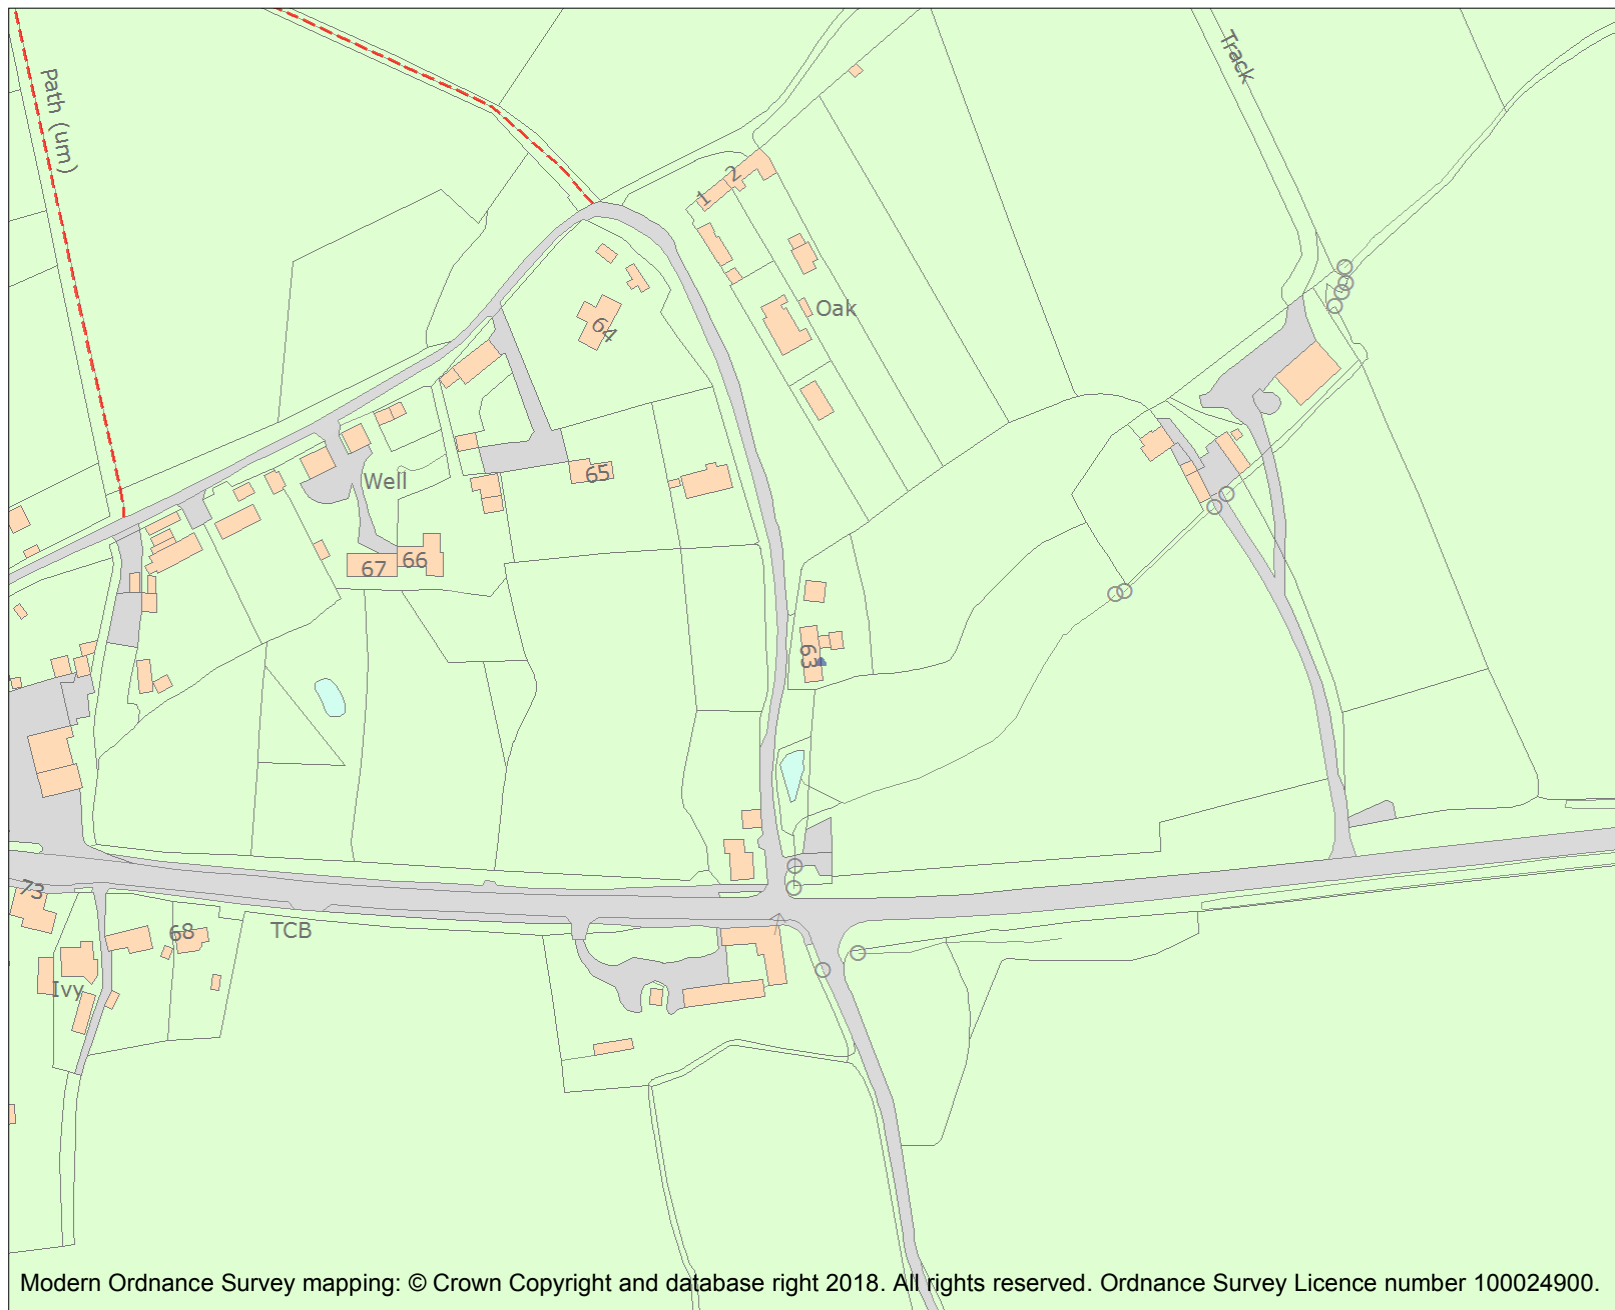 Track
Path (um)
2
1
Oak
64
65
Well
66
67
63
73
68
TCB
Ivy
Modern Ordnance Survey mapping: © Crown Copyright and database right 2018. All rights reserved. Ordnance Survey Licence number 100024900.